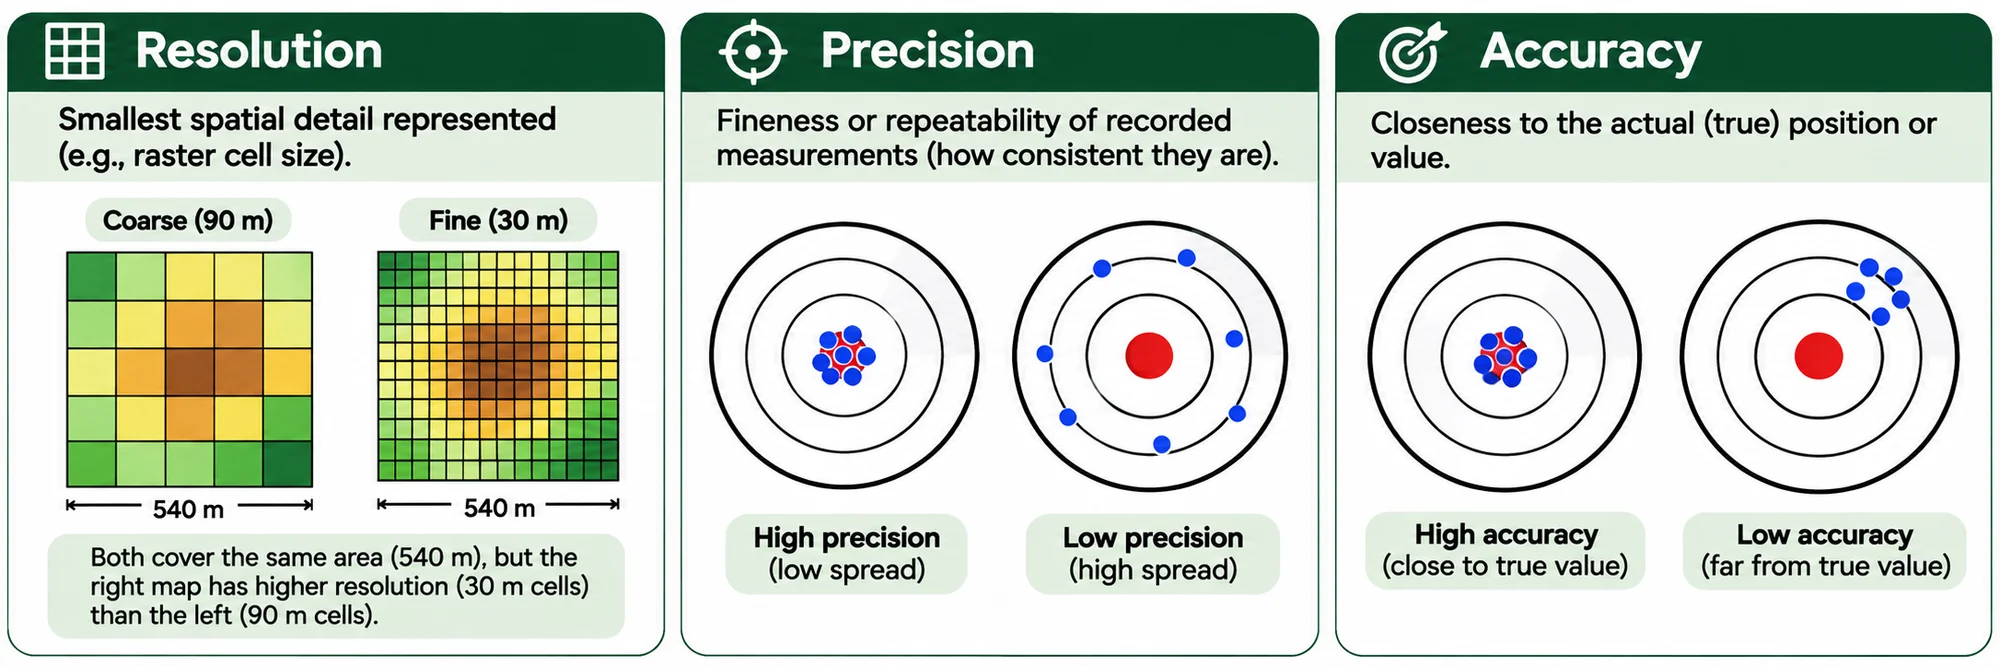 Resolution
Smallest spatial detail represented
(e.g., raster cell size).
Coarse (90 m)
Fine (30 m)
540 m
540 m
Both cover the same area (540 m), but the
right map has higher resolution (30 m cells)
than the left (90 m cells).
Precision
Fineness or repeatability of recorded
measurements (how consistent they are).
High precision
(low spread)
Low precision
(high spread)
Accuracy
Closeness to the actual (true) position or
value.
High accuracy
(close to true value)
Low accuracy
(far from true value)